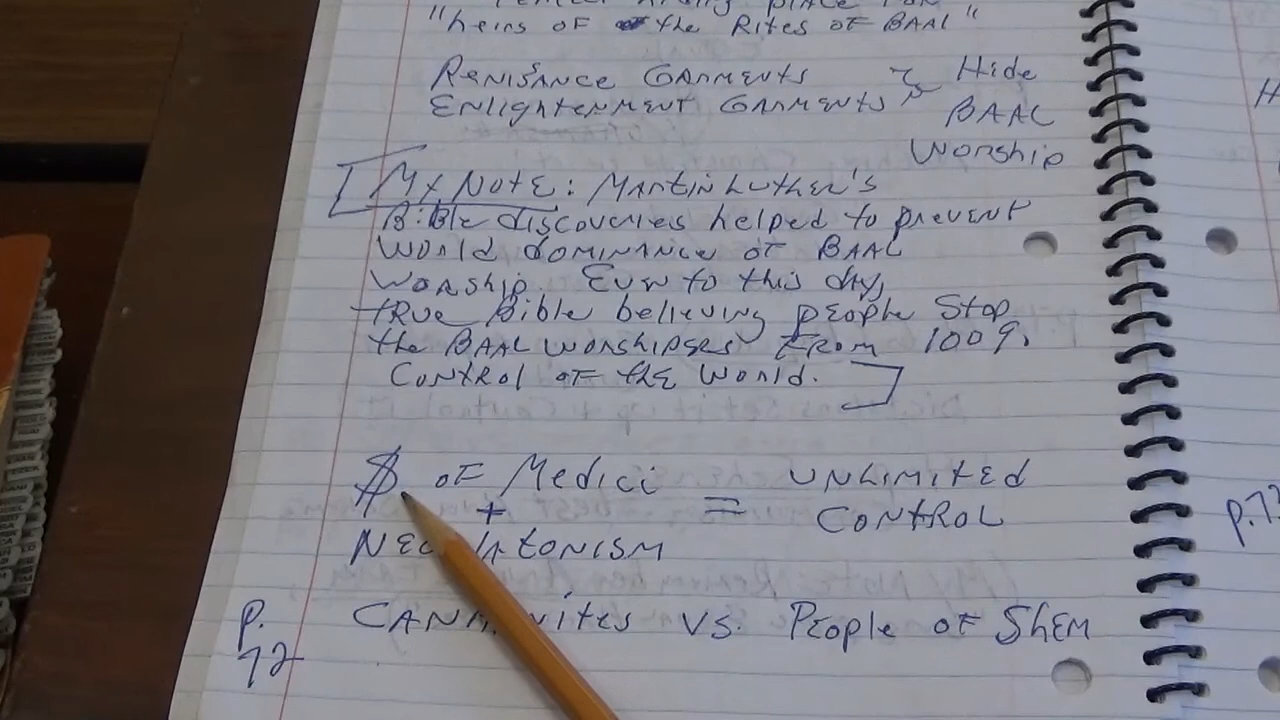 "heirs of the Rites of BAAL"
Renisance Garments ~ Hide
Enlightenment Garments ~ BAAL
Worship
[My Note: Martin Luther's
Bible discoveries helped to prevent
world dominance of BAAL
worship. Even to this day,
true Bible believing people stop
the BAAL worshipers from 100%
control of the world.]
$ of Medici = unlimited
+ control
Neoplatonism
P. Cannanites vs. People of Shem
72
p.73